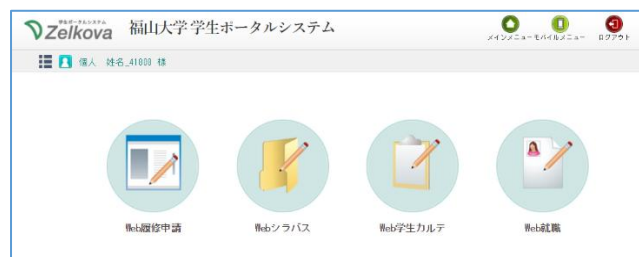 学生ポータルシステム
Zelkova 福山大学 学生ポータルシステム
メインメニュー モバイルメニュー ログアウト
個人 姓名_41803 様
Web履修申請 Webシラバス Web学生カルテ Web就職